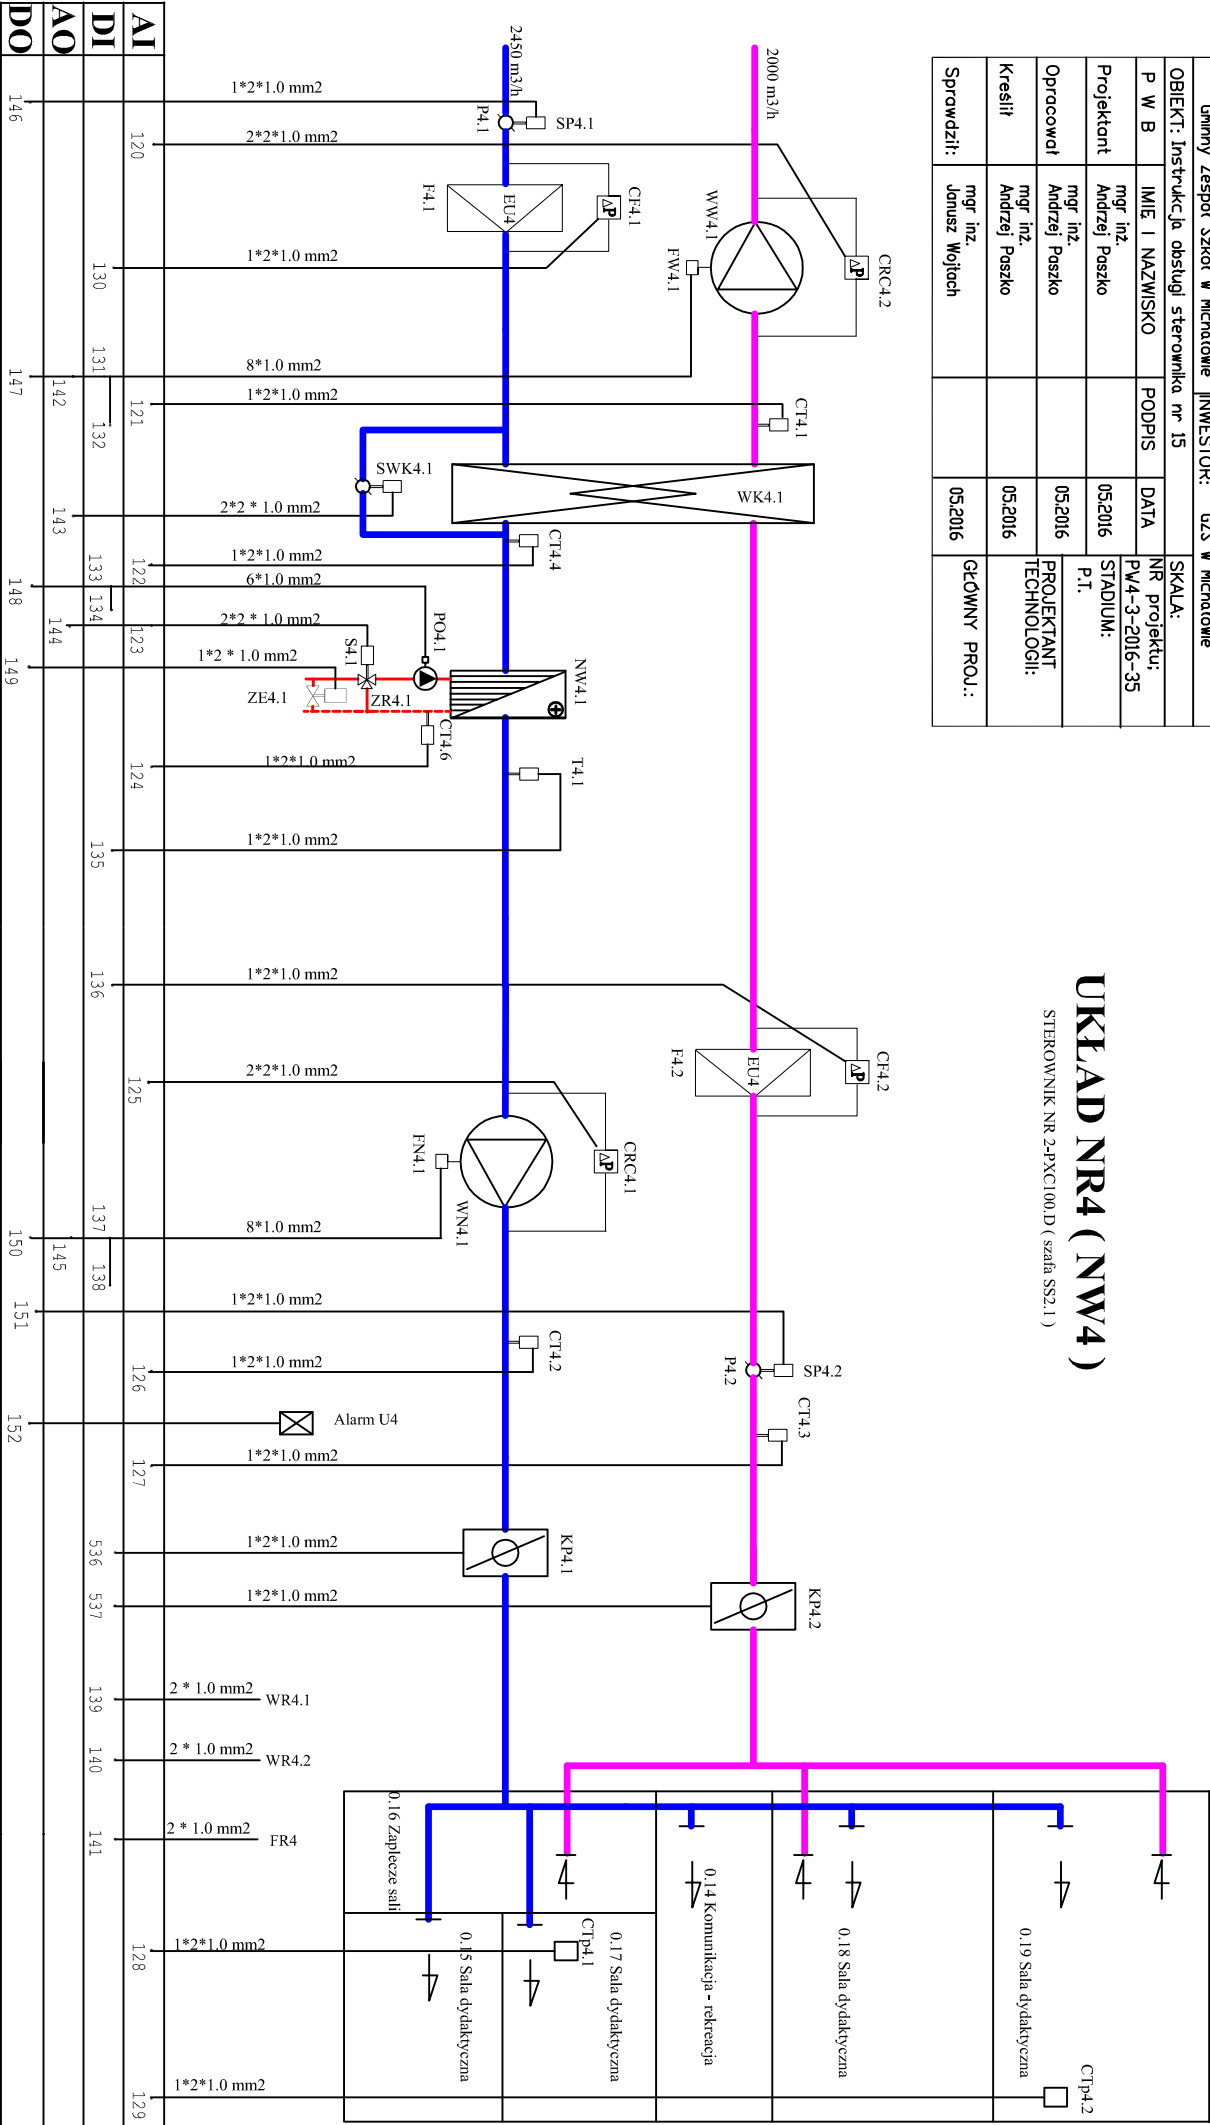 Gminny Zespół Szkół w Michałowie INWESTOR: GZS w Michałowie
OBIEKT: Instrukcja obsługi sterownika nr 15 SKALA:
P W B IMIĘ I NAZWISKO PODPIS DATA NR projektu:
PW4-3-2016-35
Projektant mgr inż.
Andrzej Paszko 05.2016 STADIUM:
P.T.
Opracował mgr inż.
Andrzej Paszko 05.2016 PROJEKTANT
TECHNOLOGII:
Kreślił mgr inż.
Andrzej Paszko 05.2016
Sprawdził: mgr inż.
Janusz Wojtach 05.2016 GŁÓWNY PROJ.:
UKŁAD NR4 ( NW4 )
STEROWNIK NR 2-PXC100.D ( szafa SS2.1 )
2000 m3/h
WW4.1
FW4.1
CRC4.2
ΔP
CT4.1
WK4.1
CF4.2
ΔP
EU4
F4.2
SP4.2
P4.2
CT4.3
KP4.2
2450 m3/h
SP4.1
P4.1
CF4.1
ΔP
EU4
F4.1
SWK4.1
CT4.4
PO4.1
S4.1
ZE4.1
ZR4.1
NW4.1
CT4.6
T4.1
CRC4.1
ΔP
FN4.1
WN4.1
CT4.2
Alarm U4
KP4.1
WR4.1
WR4.2
FR4
0.16 Zaplecze sali
0.15 Sala dydaktyczna
CTp4.1
0.17 Sala dydaktyczna
0.14 Komunikacja - rekreacja
0.18 Sala dydaktyczna
0.19 Sala dydaktyczna
CTp4.2
1*2*1.0 mm2
2*2*1.0 mm2
1*2*1.0 mm2
8*1.0 mm2
1*2*1.0 mm2
2*2 * 1.0 mm2
1*2*1.0 mm2
6*1.0 mm2
2*2 * 1.0 mm2
1*2 * 1.0 mm2
1*2*1.0 mm2
1*2*1.0 mm2
1*2*1.0 mm2
2*2*1.0 mm2
8*1.0 mm2
1*2*1.0 mm2
1*2*1.0 mm2
1*2*1.0 mm2
1*2*1.0 mm2
1*2*1.0 mm2
2 * 1.0 mm2
2 * 1.0 mm2
2 * 1.0 mm2
1*2*1.0 mm2
1*2*1.0 mm2
AI 120 121 122 123 124 125 126 127 128 129
DI 130 131 132 133 134 135 136 137 138 536 537 139 140 141
AO 142 143 144 145
DO 146 147 148 149 150 151 152